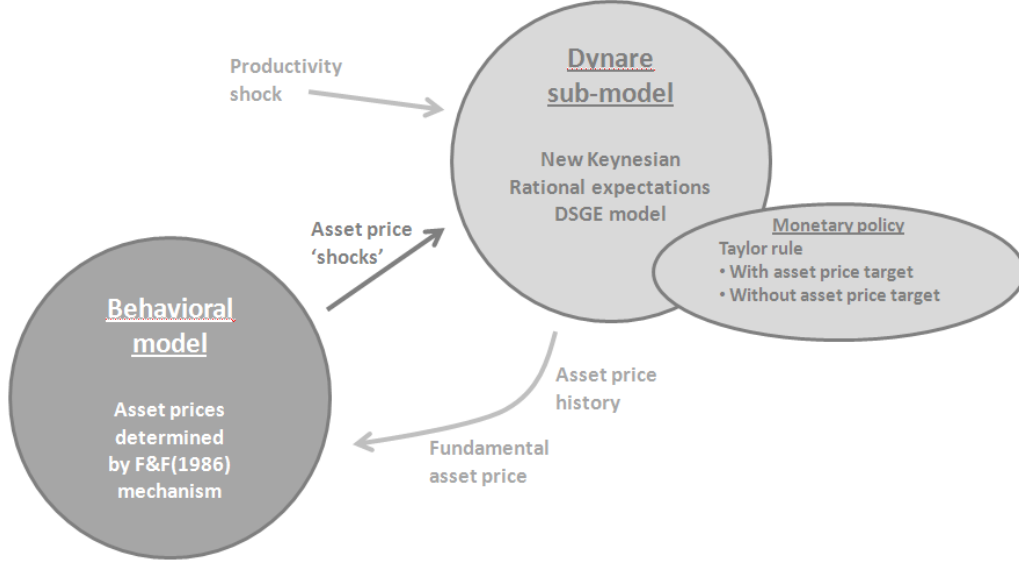 Productivity
shock
Dynare
sub-model
New Keynesian
Rational expectations
DSGE model
Monetary policy
Taylor rule
• With asset price target
• Without asset price target
Asset price
‘shocks’
Behavioral
model
Asset prices
determined
by F&F(1986)
mechanism
Asset price
history
Fundamental
asset price